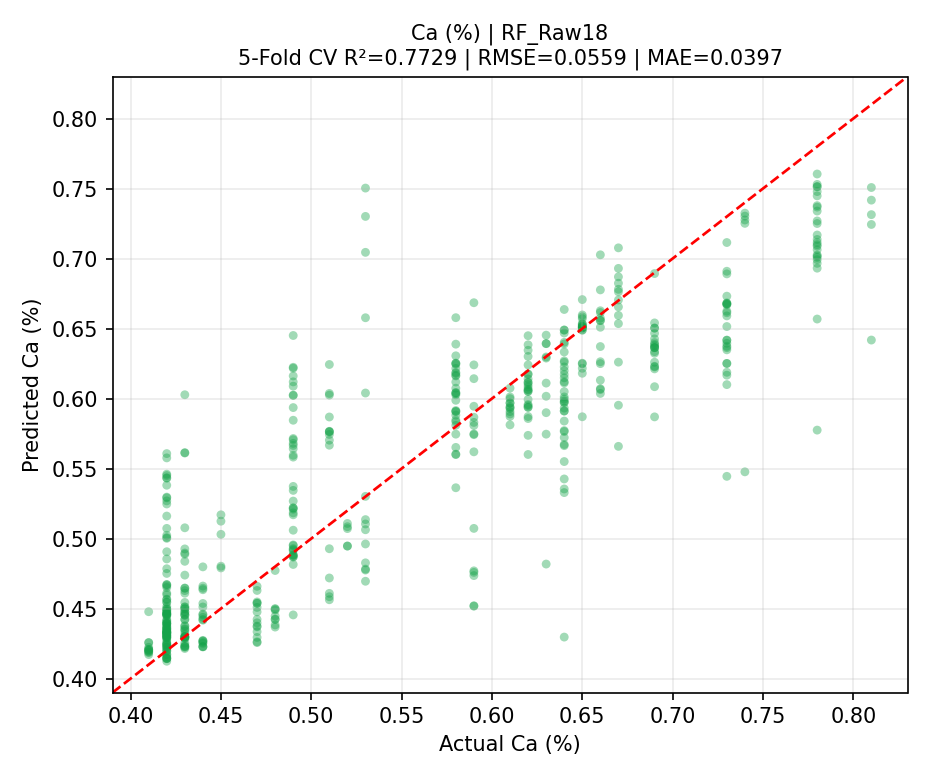 Ca (%) | RF_Raw18
5-Fold CV R²=0.7729 | RMSE=0.0559 | MAE=0.0397
Predicted Ca (%)
0.80
0.75
0.70
0.65
0.60
0.55
0.50
0.45
0.40
0.40 0.45 0.50 0.55 0.60 0.65 0.70 0.75 0.80
Actual Ca (%)